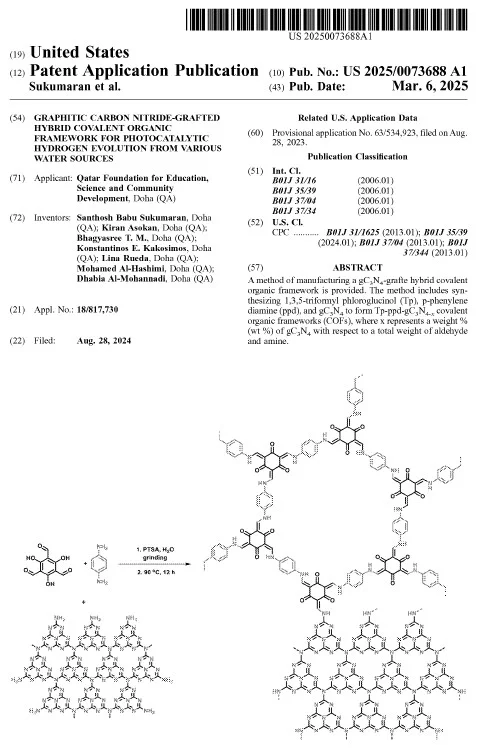 US 20250073688A1
(19) United States
(12) Patent Application Publication (10) Pub. No.: US 2025/0073688 A1
Sukumaran et al. (43) Pub. Date: Mar. 6, 2025
(54) GRAPHITIC CARBON NITRIDE-GRAFTED
HYBRID COVALENT ORGANIC
FRAMEWORK FOR PHOTOCATALYTIC
HYDROGEN EVOLUTION FROM VARIOUS
WATER SOURCES
(71) Applicant: Qatar Foundation for Education,
Science and Community
Development, Doha (QA)
(72) Inventors: Santhosh Babu Sukumaran, Doha
(QA); Kiran Asokan, Doha (QA);
Bhagyasree T. M., Doha (QA);
Konstantinos E. Kakosimos, Doha
(QA); Lina Rueda, Doha (QA);
Mohamed Al-Hashimi, Doha (QA);
Dhabia Al-Mohannadi, Doha (QA)
(21) Appl. No.: 18/817,730
(22) Filed: Aug. 28, 2024
Related U.S. Application Data
(60) Provisional application No. 63/534,923, filed on Aug.
28, 2023.
Publication Classification
(51) Int. Cl.
B01J 31/16 (2006.01)
B01J 35/39 (2006.01)
B01J 37/04 (2006.01)
B01J 37/34 (2006.01)
(52) U.S. Cl.
CPC ........... B01J 31/1625 (2013.01); B01J 35/39
(2024.01); B01J 37/04 (2013.01); B01J
37/344 (2013.01)
(57) ABSTRACT
A method of manufacturing a gC3N4-grafte hybrid covalent
organic framework is provided. The method includes syn-
thesizing 1,3,5-triformyl phloroglucinol (Tp), p-phenylene
diamine (ppd), and gC3N4 to form Tp-ppd-gC3N4-x covalent
organic frameworks (COFs), where x represents a weight %
(wt %) of gC3N4 with respect to a total weight of aldehyde
and amine.
1. PTSA, H2O
grinding
2. 90 ºC, 12 h